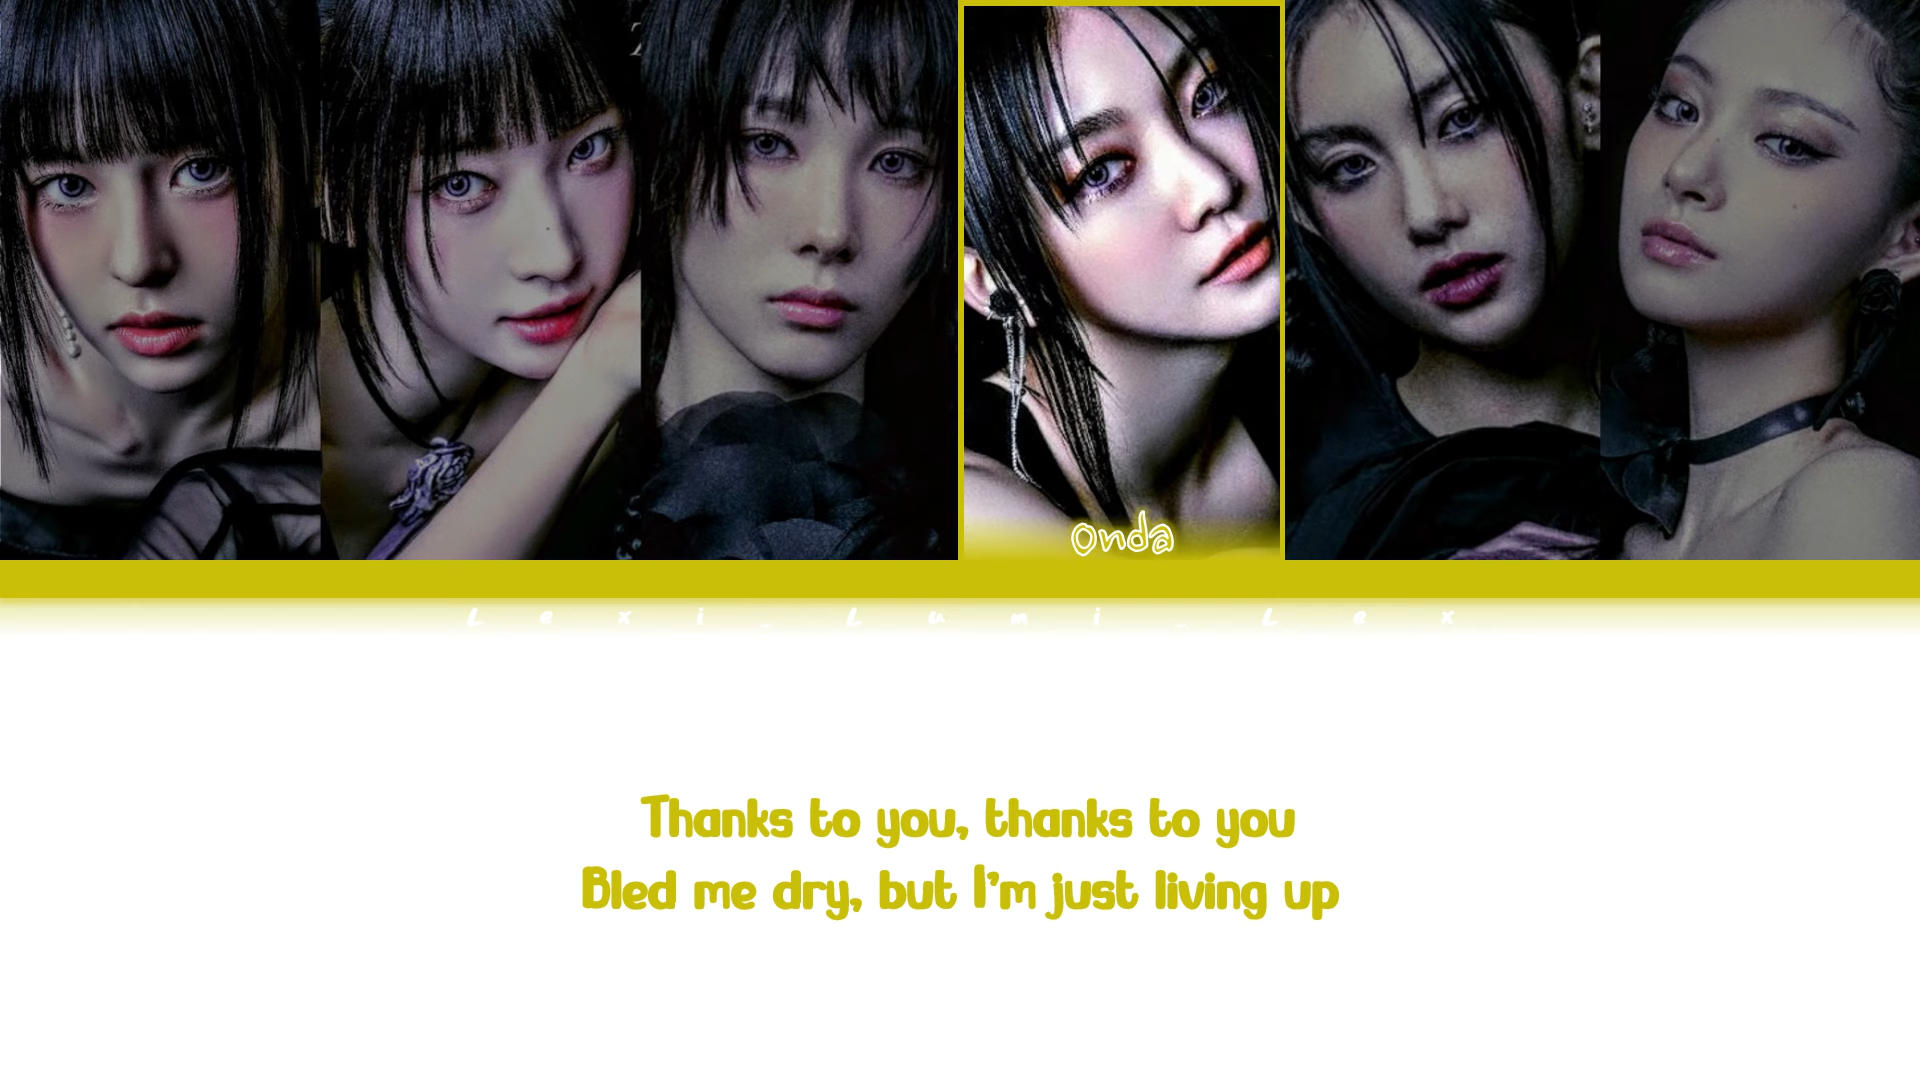 Onda
Lexi_Lumi_Lex
Thanks to you, thanks to you
Bled me dry, but I'm just living up